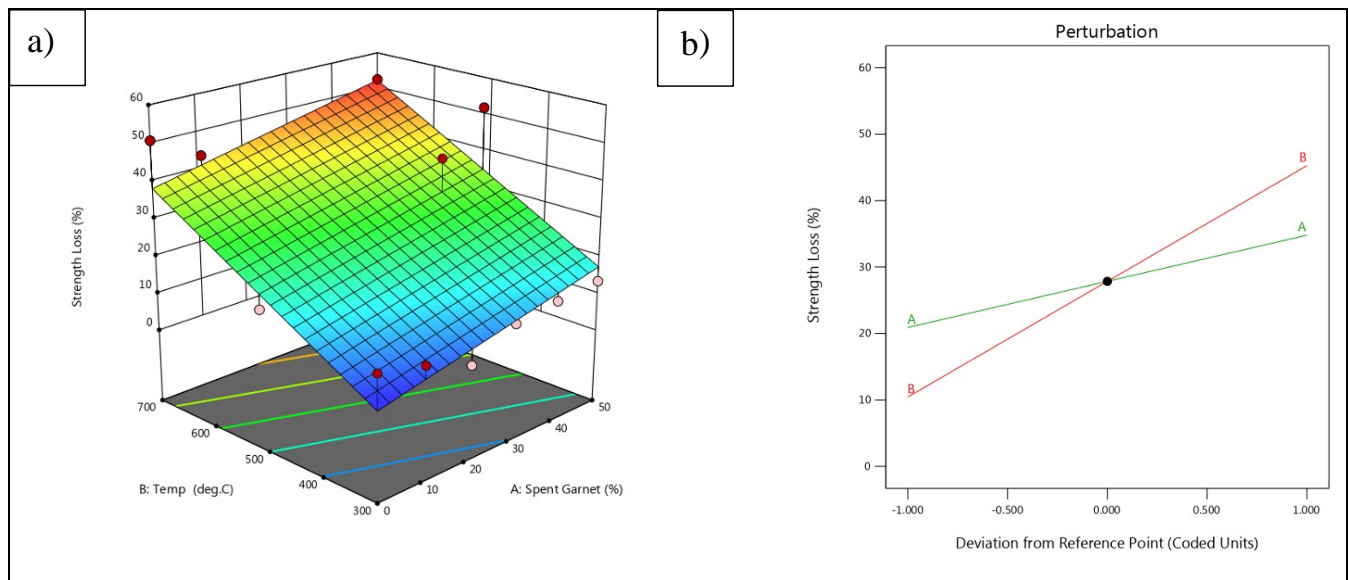 a)
60
50
40
30
20
10
0
Strength Loss (%)
700
600
500
400
300
0
10
20
30
40
50
B: Temp (deg.C)
A: Spent Garnet (%)
b)
Perturbation
60
50
40
30
20
10
0
Strength Loss (%)
B
A
A
B
-1.000
-0.500
0.000
0.500
1.000
Deviation from Reference Point (Coded Units)